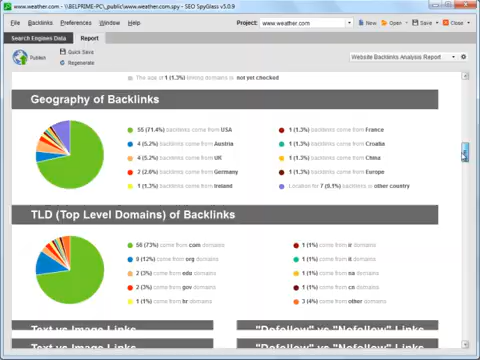 www.weather.com - \\BELPRIME-PC\_public\www.weather.com.spy - SEO SpyGlass v5.0.9
File Backlinks Preferences Window Help Project: www.weather.com New Open Save Close
Search Engines Data Report
Publish Quick Save Regenerate Website Backlinks Analysis Report
The age of 1 (1.3%) linking domains is not yet checked
Geography of Backlinks
55 (71.4%) backlinks come from USA
4 (5.2%) backlinks come from Austria
4 (5.2%) backlinks come from UK
2 (2.6%) backlinks come from Germany
1 (1.3%) backlinks come from Ireland
1 (1.3%) backlinks come from France
1 (1.3%) backlinks come from Croatia
1 (1.3%) backlinks come from China
1 (1.3%) backlinks come from Europe
Location for 7 (9.1%) is other country
TLD (Top Level Domains) of Backlinks
56 (73%) come from com domains
9 (12%) come from org domains
2 (3%) come from edu domains
2 (3%) come from gov domains
1 (1%) come from hr domains
1 (1%) come from ir domains
1 (1%) come from it domains
1 (1%) come from na domains
1 (1%) come from cn domains
3 (4%) come from other domains
Text vs Image Links "Dofollow" vs "Nofollow" Links
Text vs Image Links "Dofollow" vs "Nofollow" Links